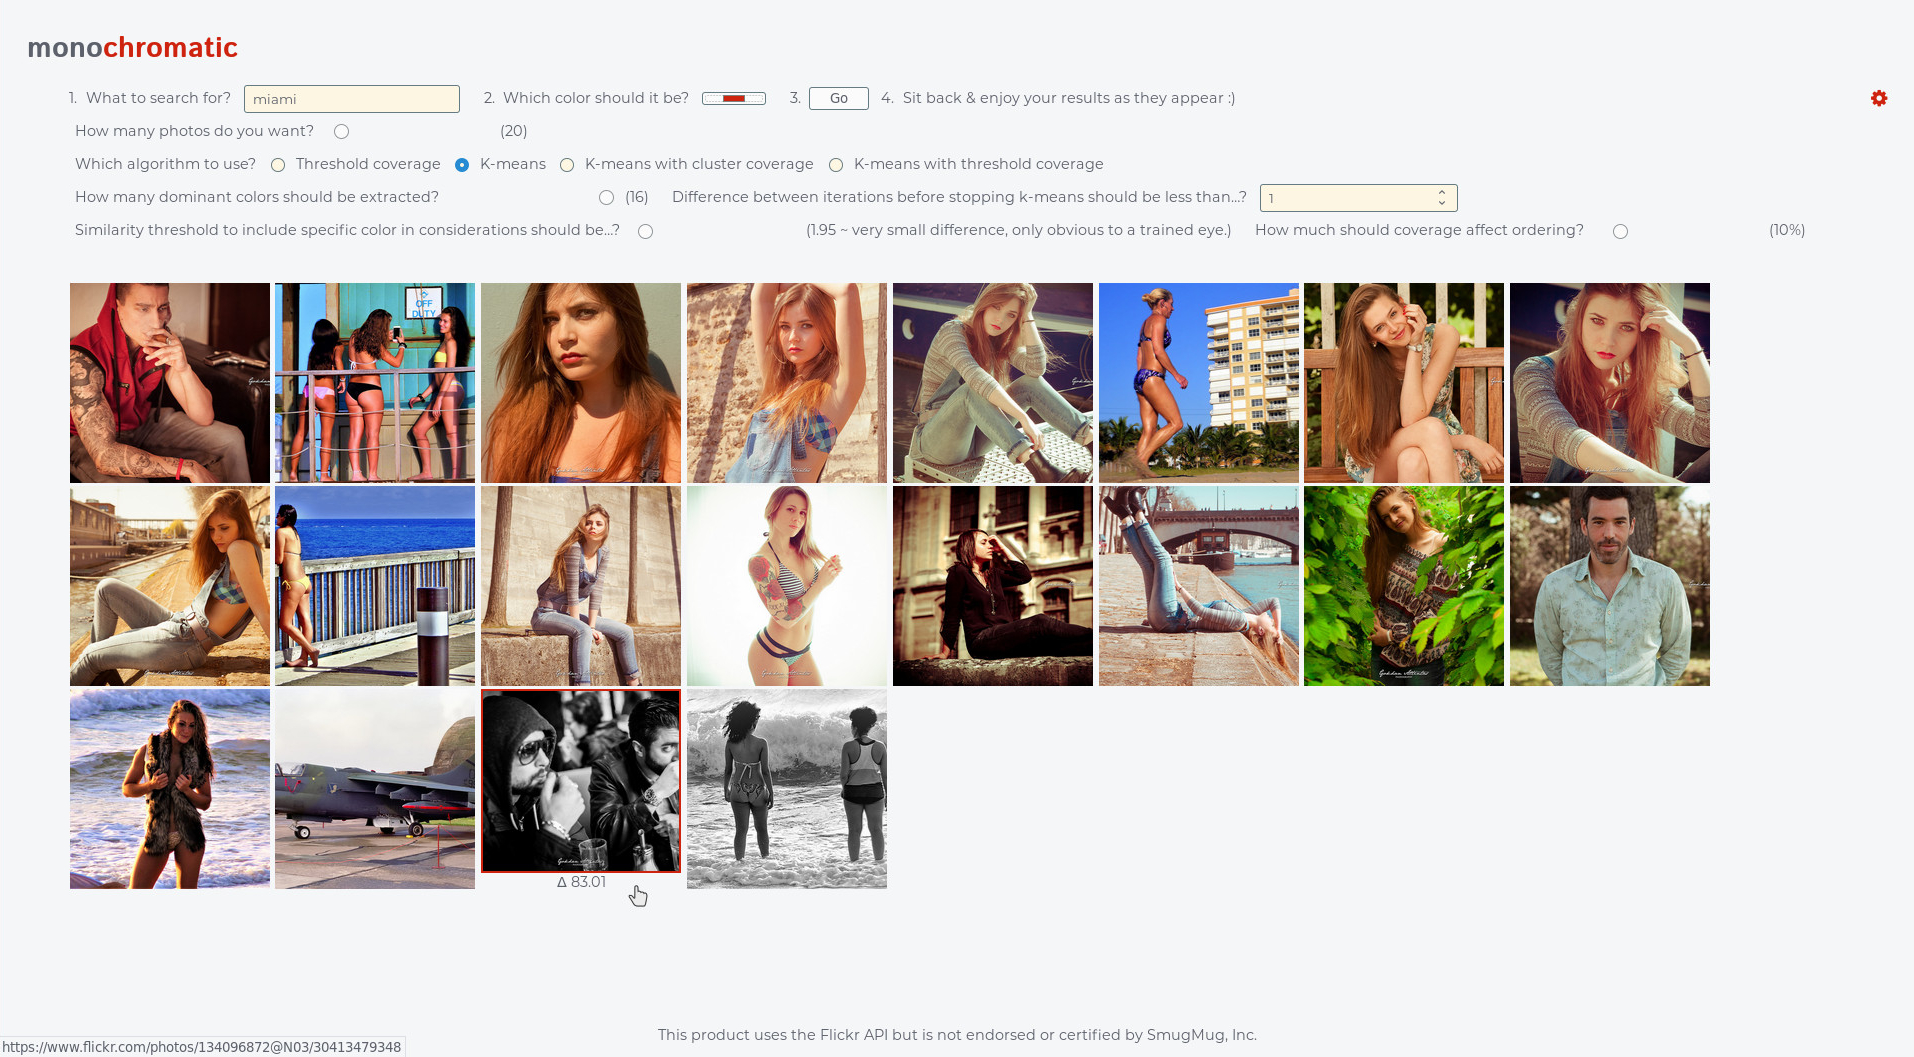 monochromatic
1. What to search for? miami 2. Which color should it be? 3. Go 4. Sit back & enjoy your results as they appear :)
How many photos do you want? (20)
Which algorithm to use? Threshold coverage K-means K-means with cluster coverage K-means with threshold coverage
How many dominant colors should be extracted? (16) Difference between iterations before stopping k-means should be less than...? 1
Similarity threshold to include specific color in considerations should be...? (1.95 ~ very small difference, only obvious to a trained eye.) How much should coverage affect ordering? (10%)
OFF
DUTY
Δ 83.01
This product uses the Flickr API but is not endorsed or certified by SmugMug, Inc.
https://www.flickr.com/photos/134096872@N03/30413479348